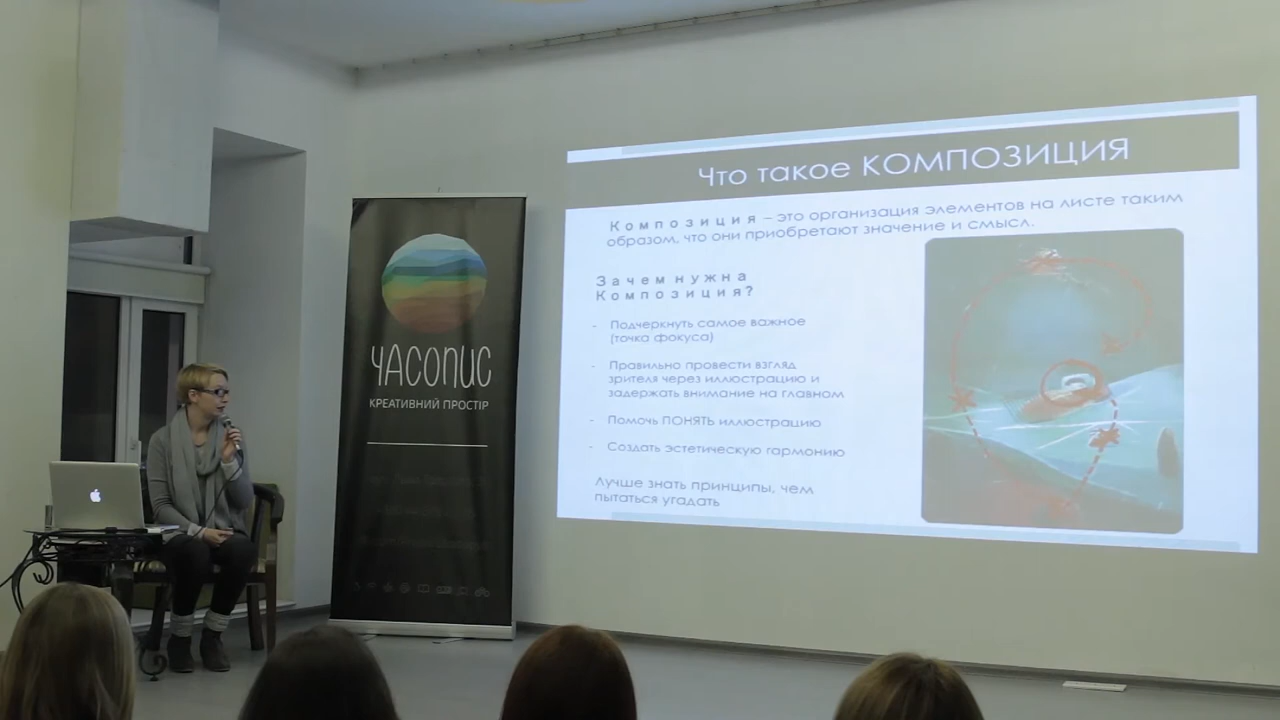 ЧАСОПИС
КРЕАТИВНИЙ ПРОСТІР
Что такое КОМПОЗИЦИЯ
Композиция – это организация элементов на листе таким
образом, что они приобретают значение и смысл.
Зачем нужна
Композиция?
- Подчеркнуть самое важное
(точка фокуса)
- Правильно провести взгляд
зрителя через иллюстрацию и
задержать внимание на главном
- Помочь ПОНЯТЬ иллюстрацию
- Создать эстетическую гармонию
Лучше знать принципы, чем
пытаться угадать